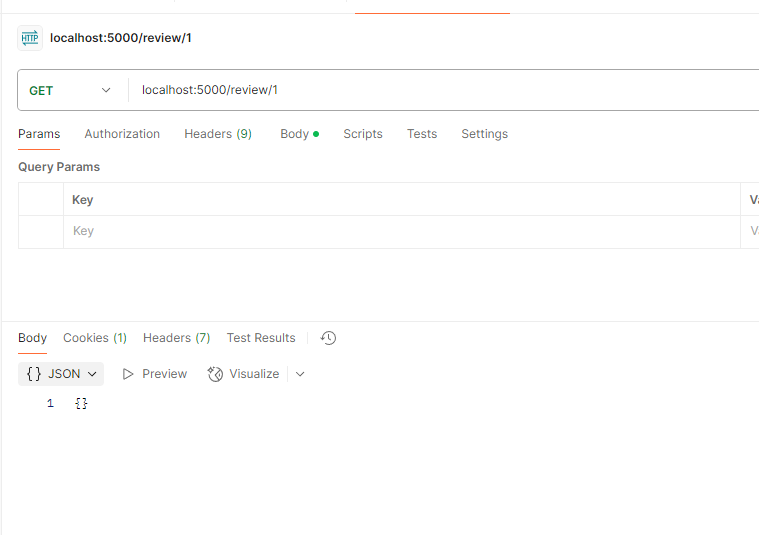 HTTP localhost:5000/review/1
GET localhost:5000/review/1
Params Authorization Headers (9) Body Scripts Tests Settings
Query Params
Key
Key
Body Cookies (1) Headers (7) Test Results
{} JSON Preview Visualize
1 {}